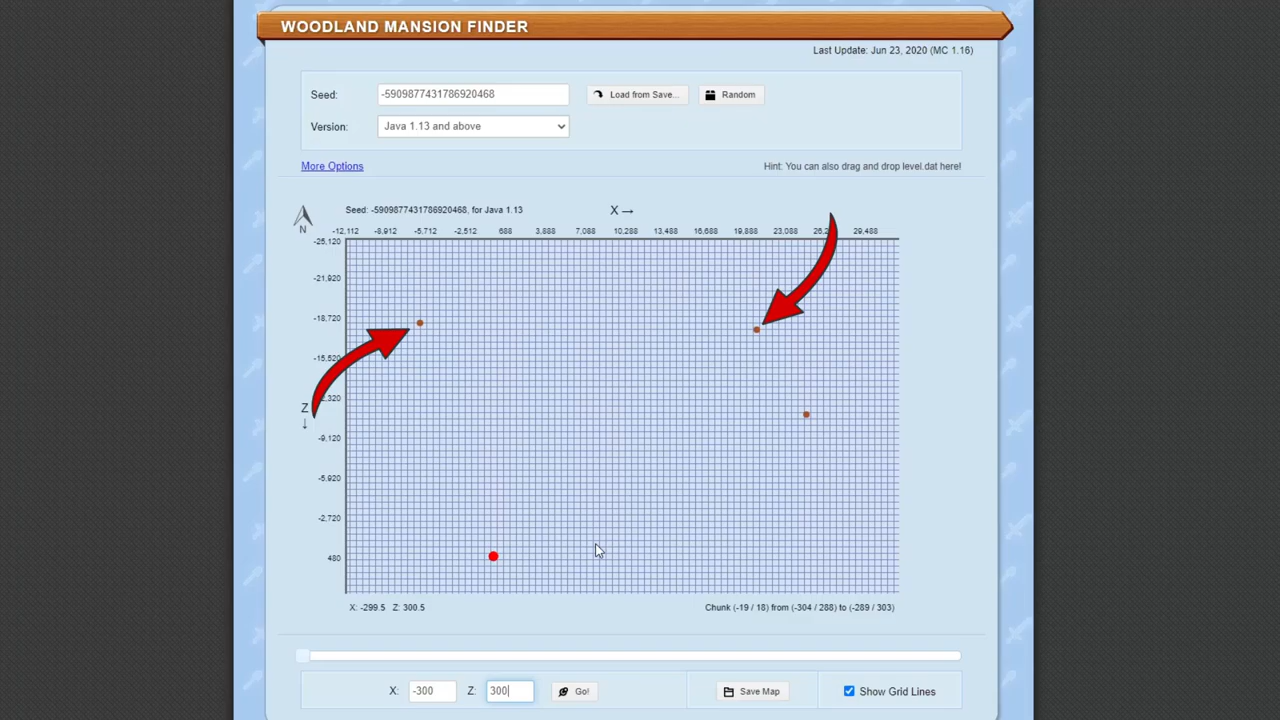 WOODLAND MANSION FINDER
Last Update: Jun 23, 2020 (MC 1.16)
Seed: -5909877431786920468 Load from Save... Random
Version: Java 1.13 and above
More Options Hint: You can also drag and drop level.dat here!
Seed: -5909877431786920468, for Java 1.13 X →
N
-12,112 -8,912 -5,712 -2,512 688 3,888 7,088 10,288 13,488 16,688 19,888 23,088 29,488
-25,120
-21,920
-18,720
-15,520
Z
↓
-9,120
-5,920
-2,720
480
X: -299.5 Z: 300.5 Chunk (-19 / 18) from (-304 / 288) to (-289 / 303)
X: -300 Z: 300 Go! Save Map Show Grid Lines